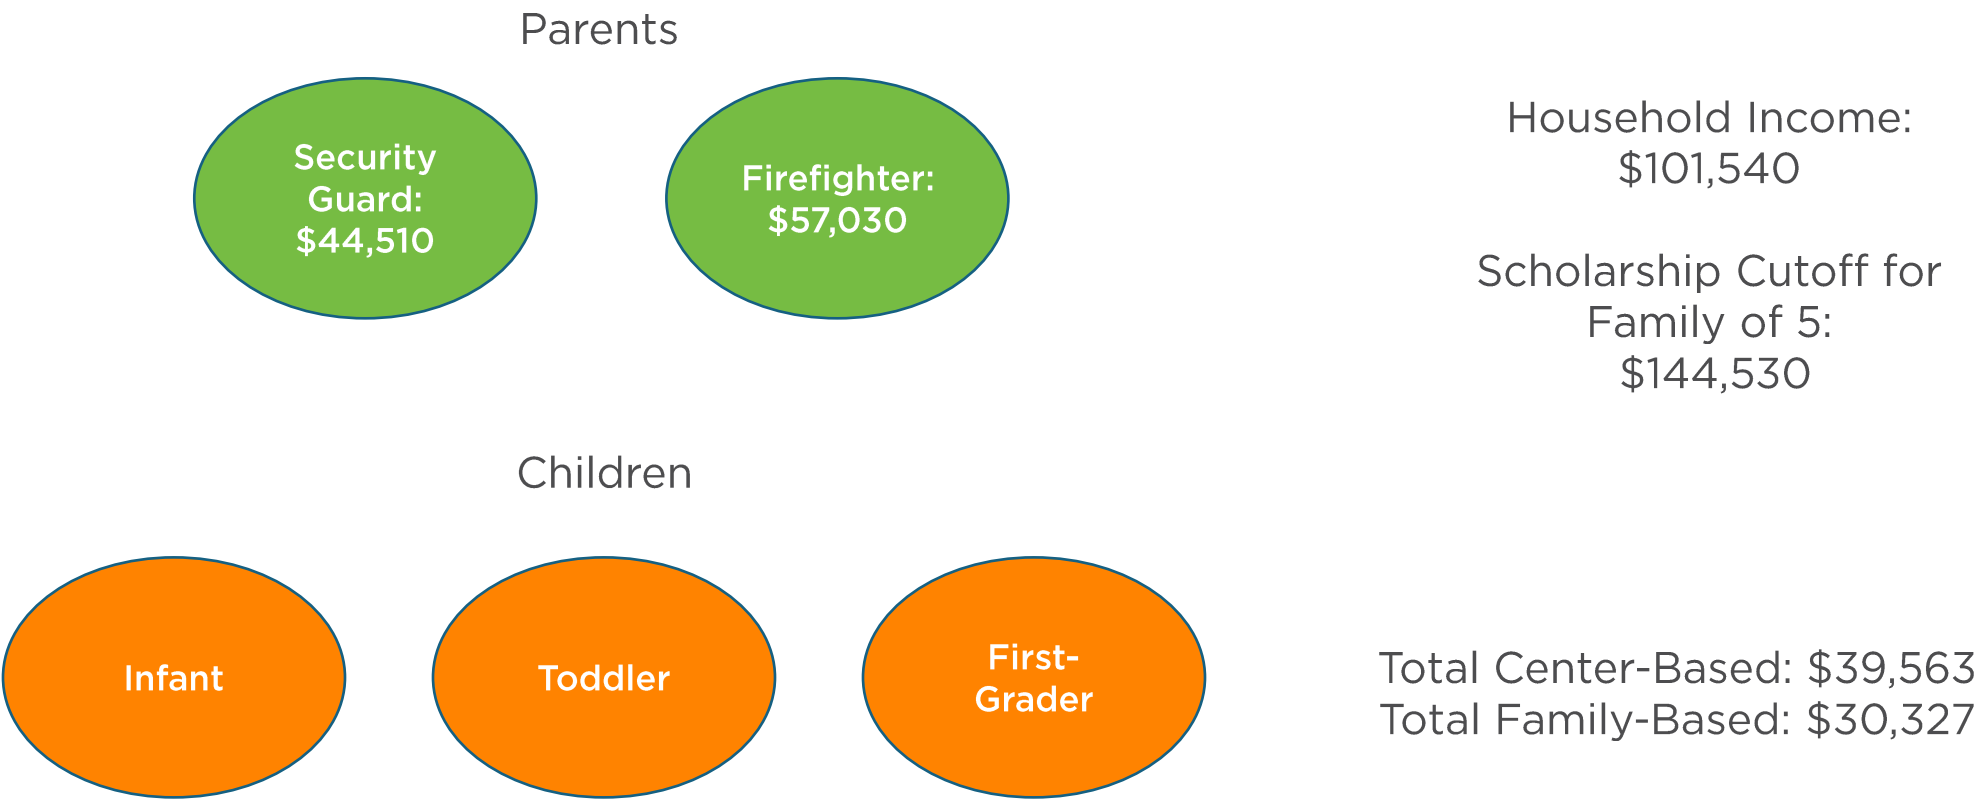 Parents
Security
Guard:
$44,510
Firefighter:
$57,030
Household Income:
$101,540
Scholarship Cutoff for
Family of 5:
$144,530
Children
Infant
Toddler
First-
Grader
Total Center-Based: $39,563
Total Family-Based: $30,327